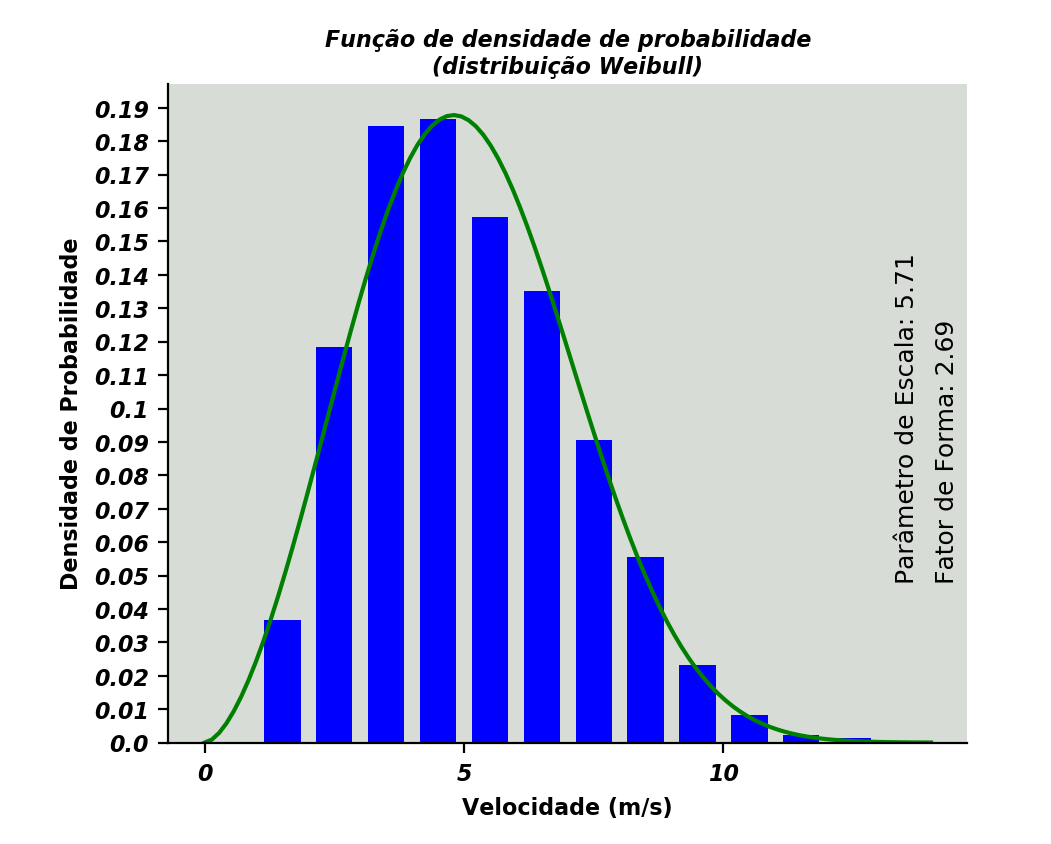 Função de densidade de probabilidade
(distribuição Weibull)
0.19
0.18
0.17
0.16
0.15
0.14
0.13
0.12
0.11
0.1
0.09
0.08
0.07
0.06
0.05
0.04
0.03
0.02
0.01
0.0
Densidade de Probabilidade
Parâmetro de Escala: 5.71
Fator de Forma: 2.69
0 5 10
Velocidade (m/s)